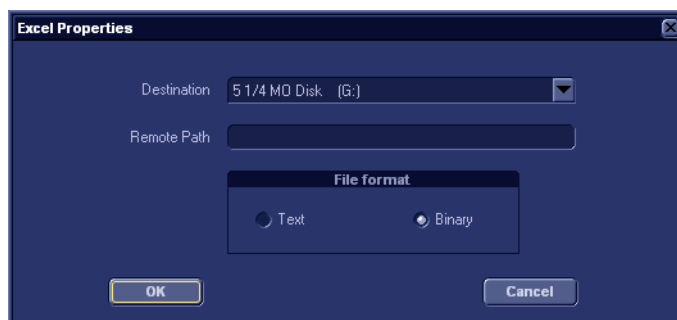 Excel Properties
Destination 5 1/4 MO Disk (G:)
Remote Path
File format
Text Binary
OK Cancel